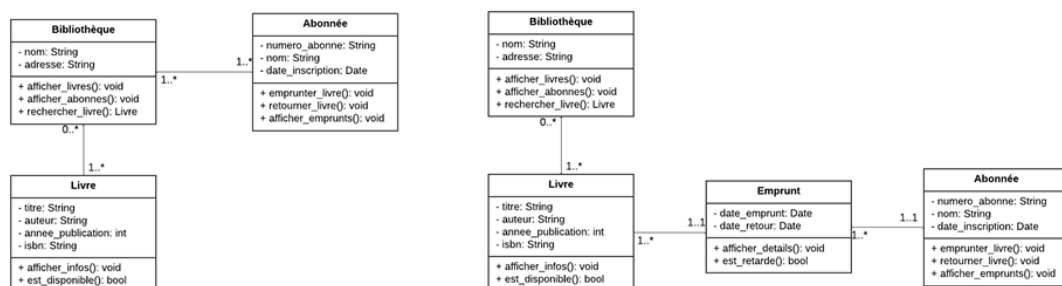 Bibliothèque
- nom: String
- adresse: String
+ afficher_livres(): void
+ afficher_abonnes(): void
+ rechercher_livre(): Livre
1..*
1..*
Abonnée
- numero_abonne: String
- nom: String
- date_inscription: Date
+ emprunter_livre(): void
+ retourner_livre(): void
+ afficher_emprunts(): void
0..*
1..*
Livre
- titre: String
- auteur: String
- annee_publication: int
- isbn: String
+ afficher_infos(): void
+ est_disponible(): bool
Bibliothèque
- nom: String
- adresse: String
+ afficher_livres(): void
+ afficher_abonnes(): void
+ rechercher_livre(): Livre
0..*
1..*
Livre
- titre: String
- auteur: String
- annee_publication: int
- isbn: String
+ afficher_infos(): void
+ est_disponible(): bool
1..*
1..1
Emprunt
- date_emprunt: Date
- date_retour: Date
+ afficher_details(): void
+ est_retarde(): bool
1..*
1..1
Abonnée
- numero_abonne: String
- nom: String
- date_inscription: Date
+ emprunter_livre(): void
+ retourner_livre(): void
+ afficher_emprunts(): void